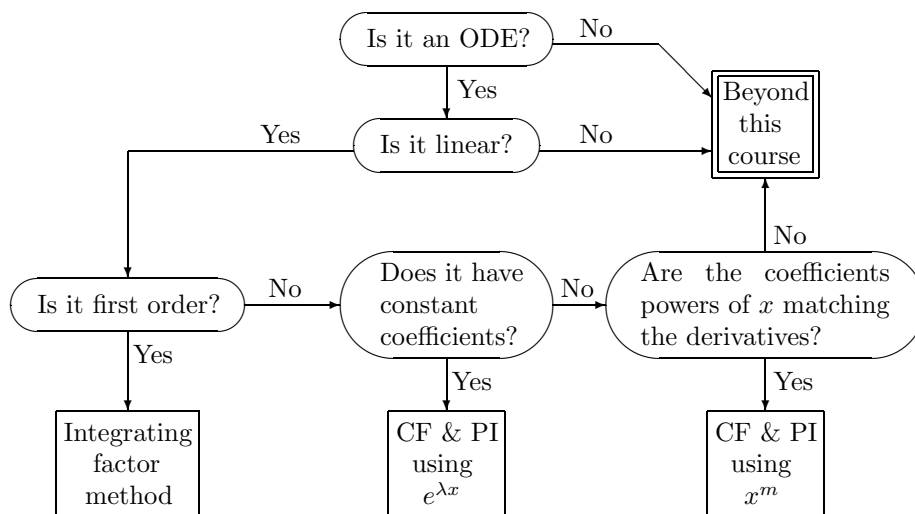 Is it an ODE?
No
Yes
Beyond
this
course
Is it linear?
Yes
No
No
Is it first order?
No
Does it have
constant
coefficients?
No
Are the coefficients
powers of x matching
the derivatives?
Yes
Yes
Yes
Integrating
factor
method
CF & PI
using
e^{λx}
CF & PI
using
x^m